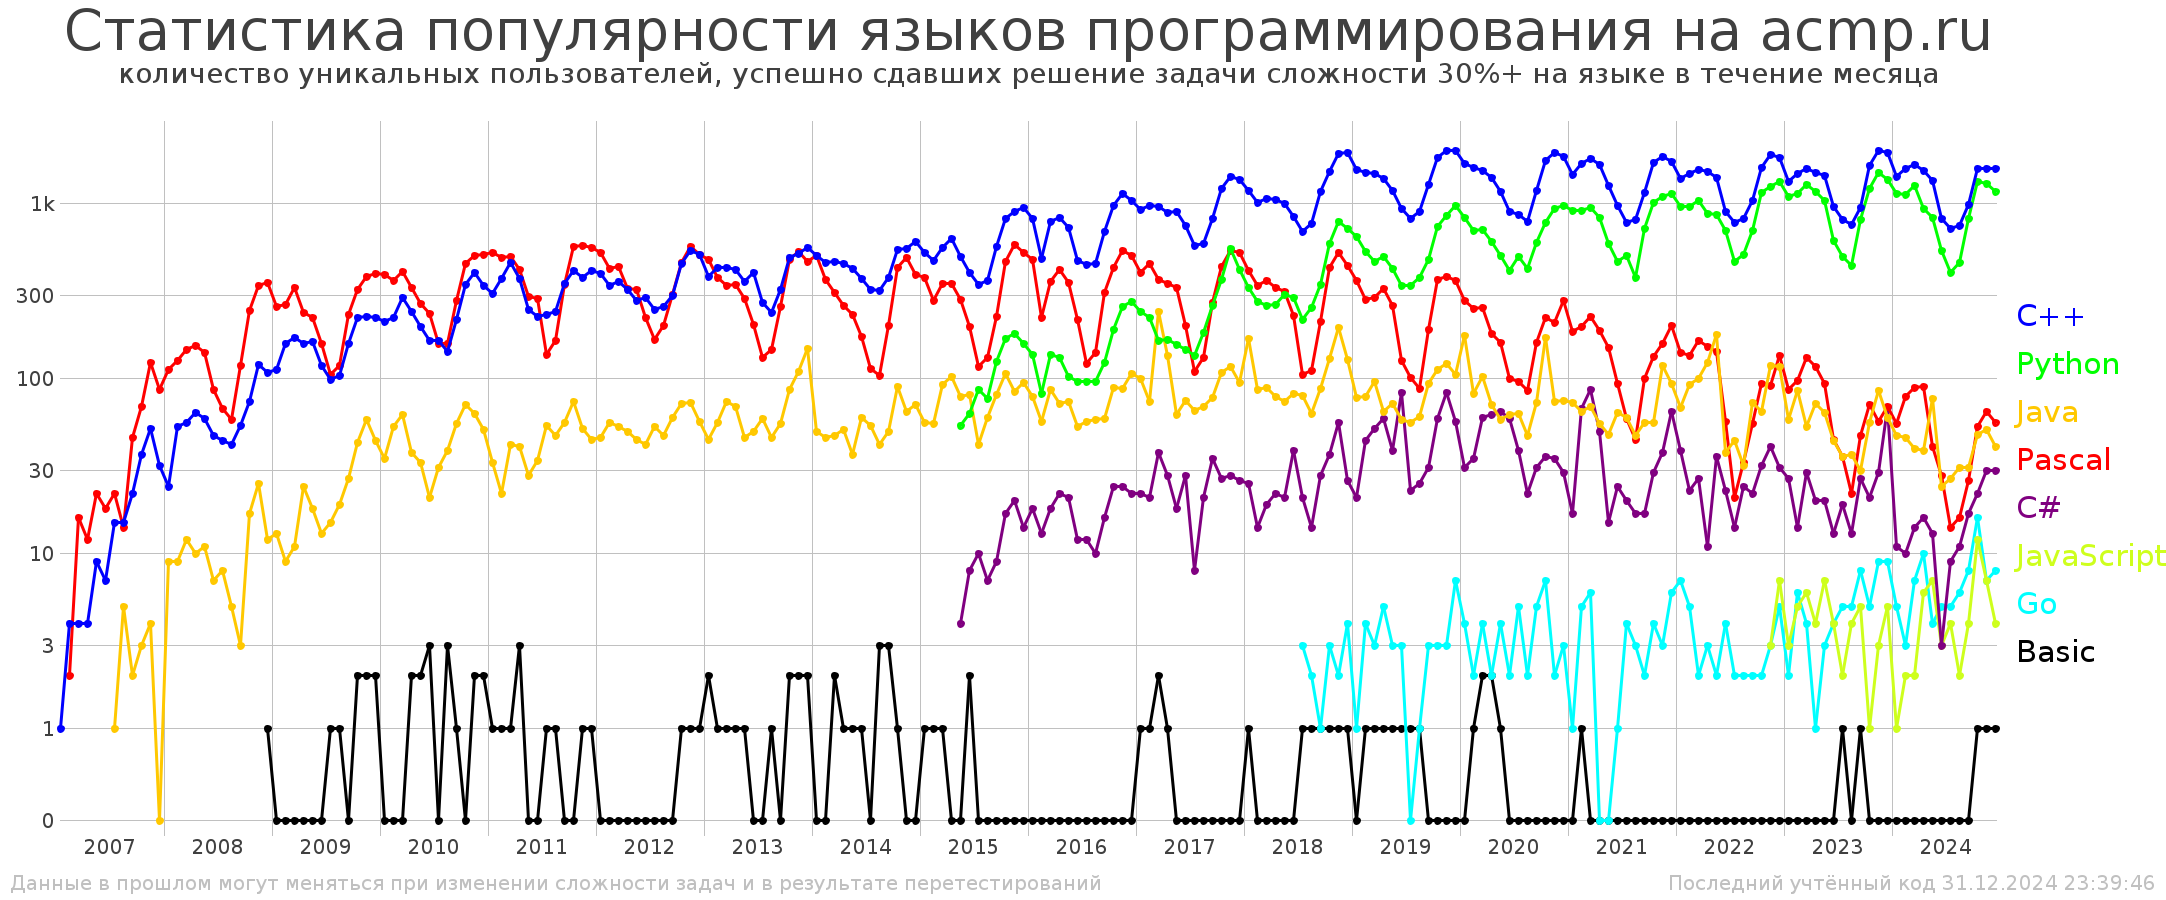 Статистика популярности языков программирования на acmp.ru
количество уникальных пользователей, успешно сдавших решение задачи сложности 30%+ на языке в течение месяца
1k
300
100
30
10
3
1
0
C++
Python
Java
Pascal
C#
JavaScript
Go
Basic
2007 2008 2009 2010 2011 2012 2013 2014 2015 2016 2017 2018 2019 2020 2021 2022 2023 2024
Данные в прошлом могут меняться при изменении сложности задач и в результате перетестирований
Последний учтённый код 31.12.2024 23:39:46